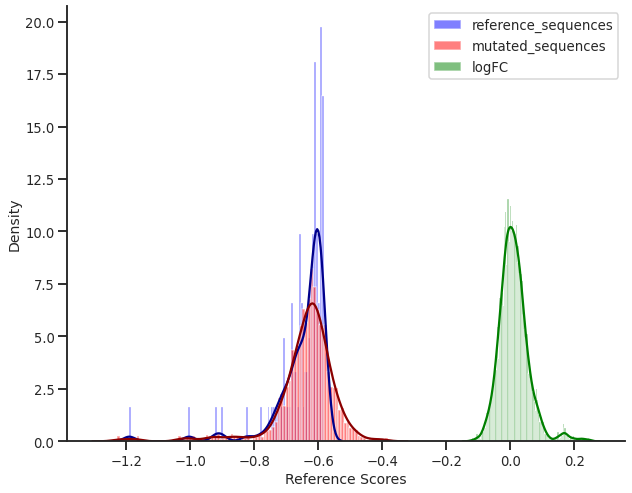 reference_sequences
mutated_sequences
logFC
Density
20.0
17.5
15.0
12.5
10.0
7.5
5.0
2.5
0.0
−1.2 −1.0 −0.8 −0.6 −0.4 −0.2 0.0 0.2
Reference Scores